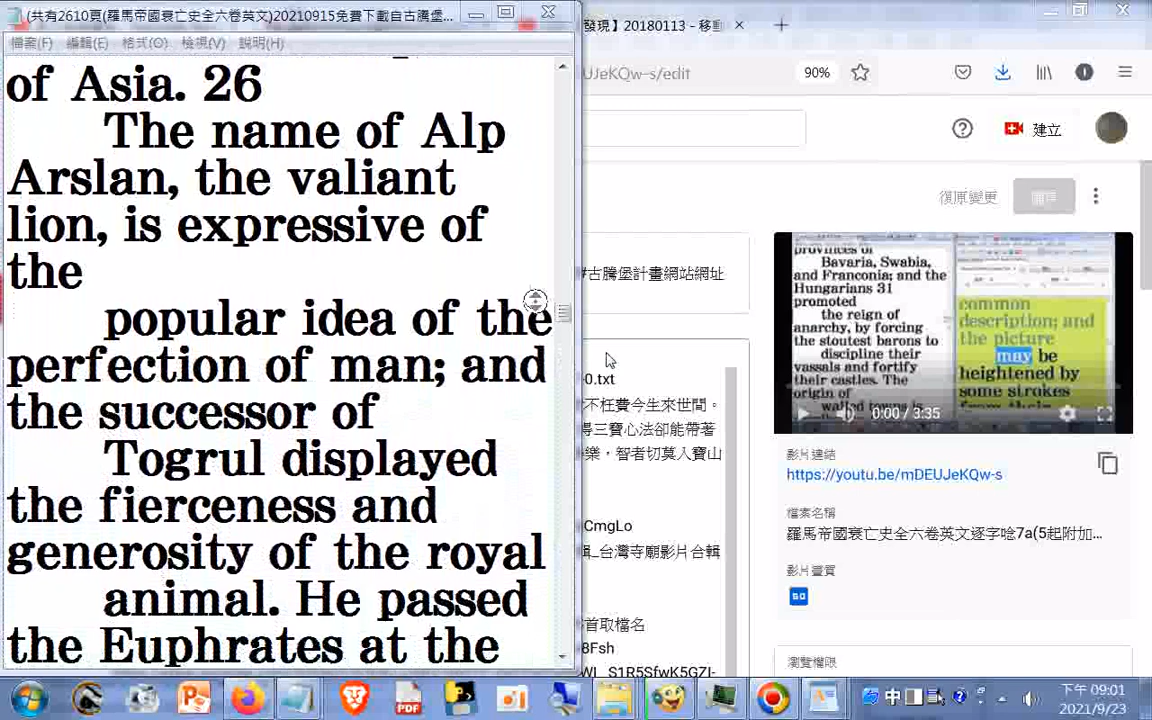 (共有2610頁(羅馬帝國衰亡史全六卷英文)20210915免費下載自古騰堡...
檔案(F) 編輯(E) 格式(O) 檢視(V) 說明(H)
of Asia. 26
The name of Alp
Arslan, the valiant
lion, is expressive of
the
popular idea of the
perfection of man; and
the successor of
Togrul displayed
the fierceness and
generosity of the royal
animal. He passed
the Euphrates at the
發現】20180113 - 移動
UJeKQw-s/edit
90%
建立
復原變更
#古騰堡計畫網站網址
-0.txt
不枉費今生來世間。
得三寶心法卻能帶著
樂，智者切莫入寶山
CmgLo
_台灣寺廟影片合輯
首取檔名
8Fsh
WI_S1R5SfwK5GZI-
provinces of
Bavaria, Swabia,
and Franconia; and the
Hungarians 31
promoted
the reign of
anarchy, by forcing
the stoutest barons to
discipline their
vassals and fortify
their castles. The
origin of
walled towns is
common
description; and
the picture
may be
heightened by
some strokes
0:00 / 3:35
影片連結
https://youtu.be/mDEUJeKQw-s
檔案名稱
羅馬帝國衰亡史全六卷英文逐字唸7a(5起附加...
影片畫質
SD
瀏覽權限
PDF
中
下午 09:01
2021/9/23